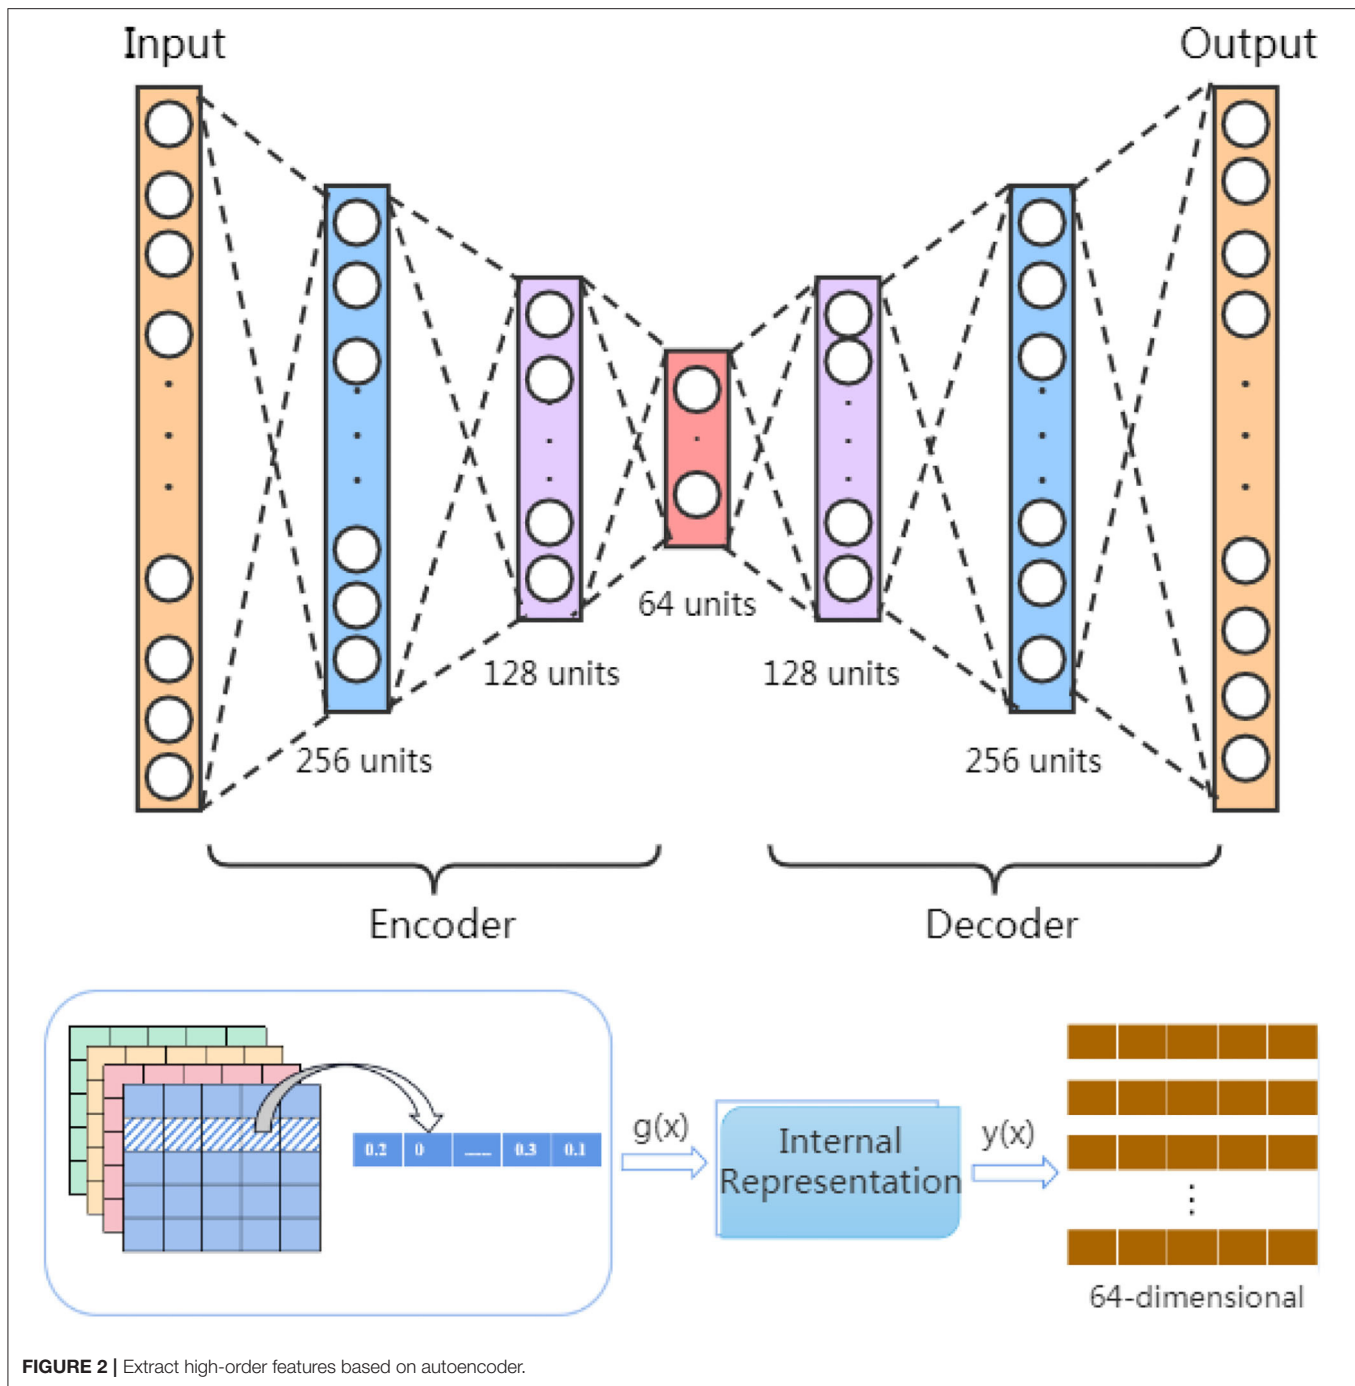 Input
Output
64 units
128 units
128 units
256 units
256 units
Encoder
Decoder
0.2 0 ...... 0.3 0.1
g(x)
Internal
Representation
y(x)
⋮
64-dimensional
FIGURE 2 | Extract high-order features based on autoencoder.